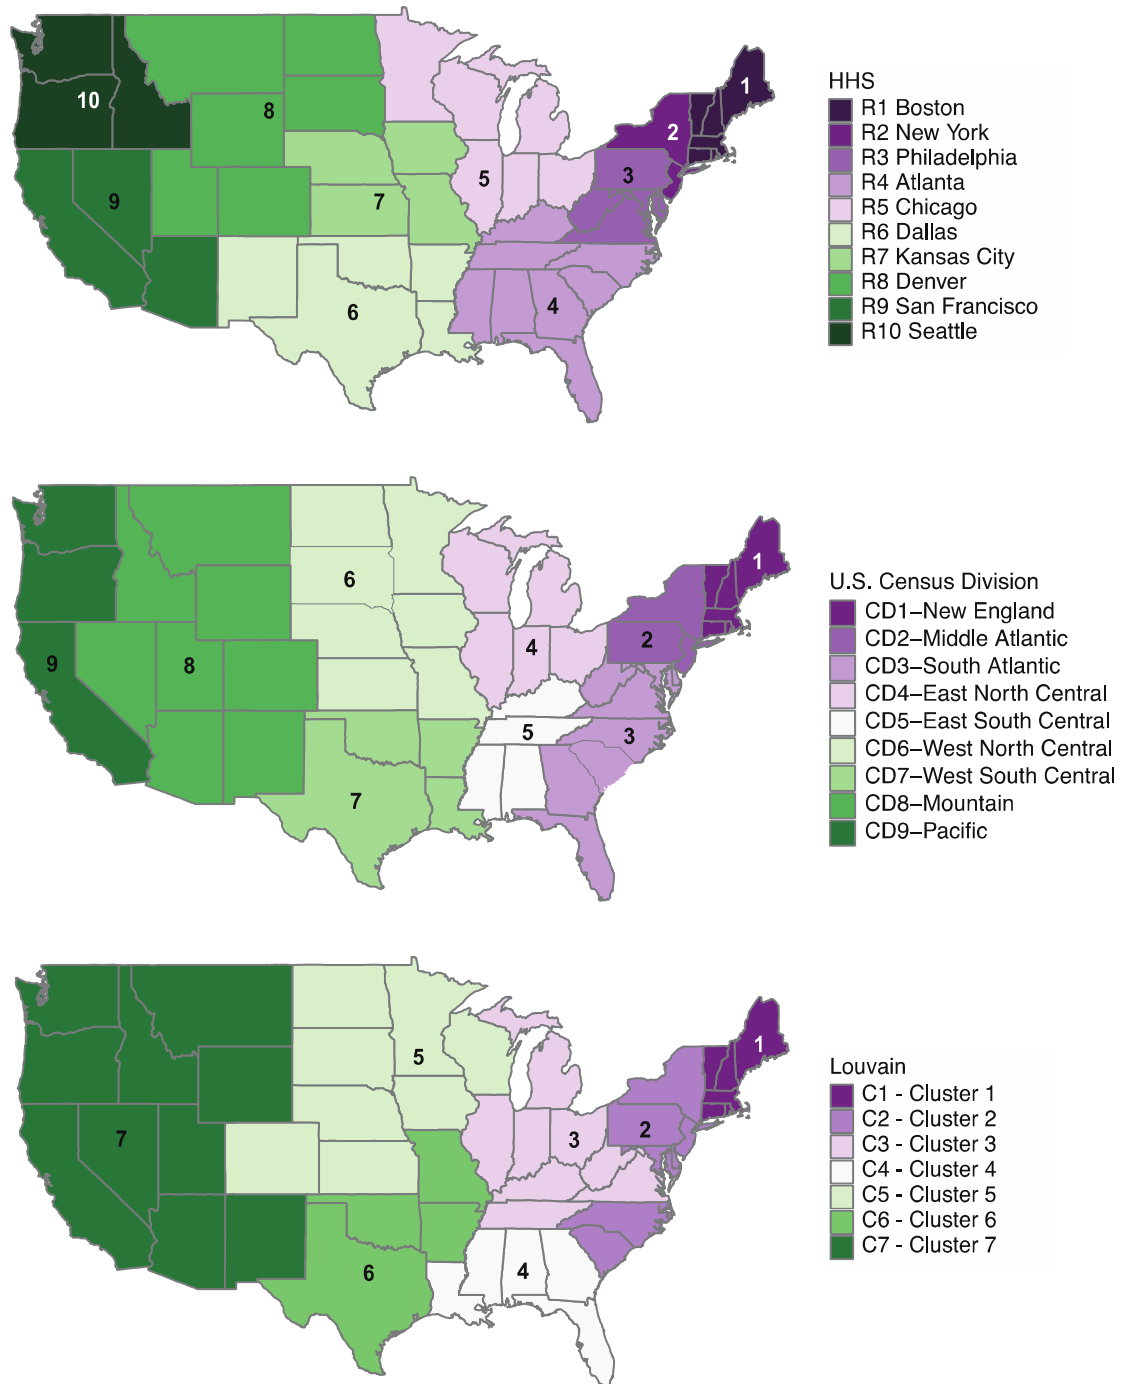 HHS
R1 Boston
R2 New York
R3 Philadelphia
R4 Atlanta
R5 Chicago
R6 Dallas
R7 Kansas City
R8 Denver
R9 San Francisco
R10 Seattle
10
8
1
2
9
7
5
3
6
4
U.S. Census Division
CD1–New England
CD2–Middle Atlantic
CD3–South Atlantic
CD4–East North Central
CD5–East South Central
CD6–West North Central
CD7–West South Central
CD8–Mountain
CD9–Pacific
1
6
2
4
9
8
5
3
7
Louvain
C1 - Cluster 1
C2 - Cluster 2
C3 - Cluster 3
C4 - Cluster 4
C5 - Cluster 5
C6 - Cluster 6
C7 - Cluster 7
1
5
2
7
3
6
4